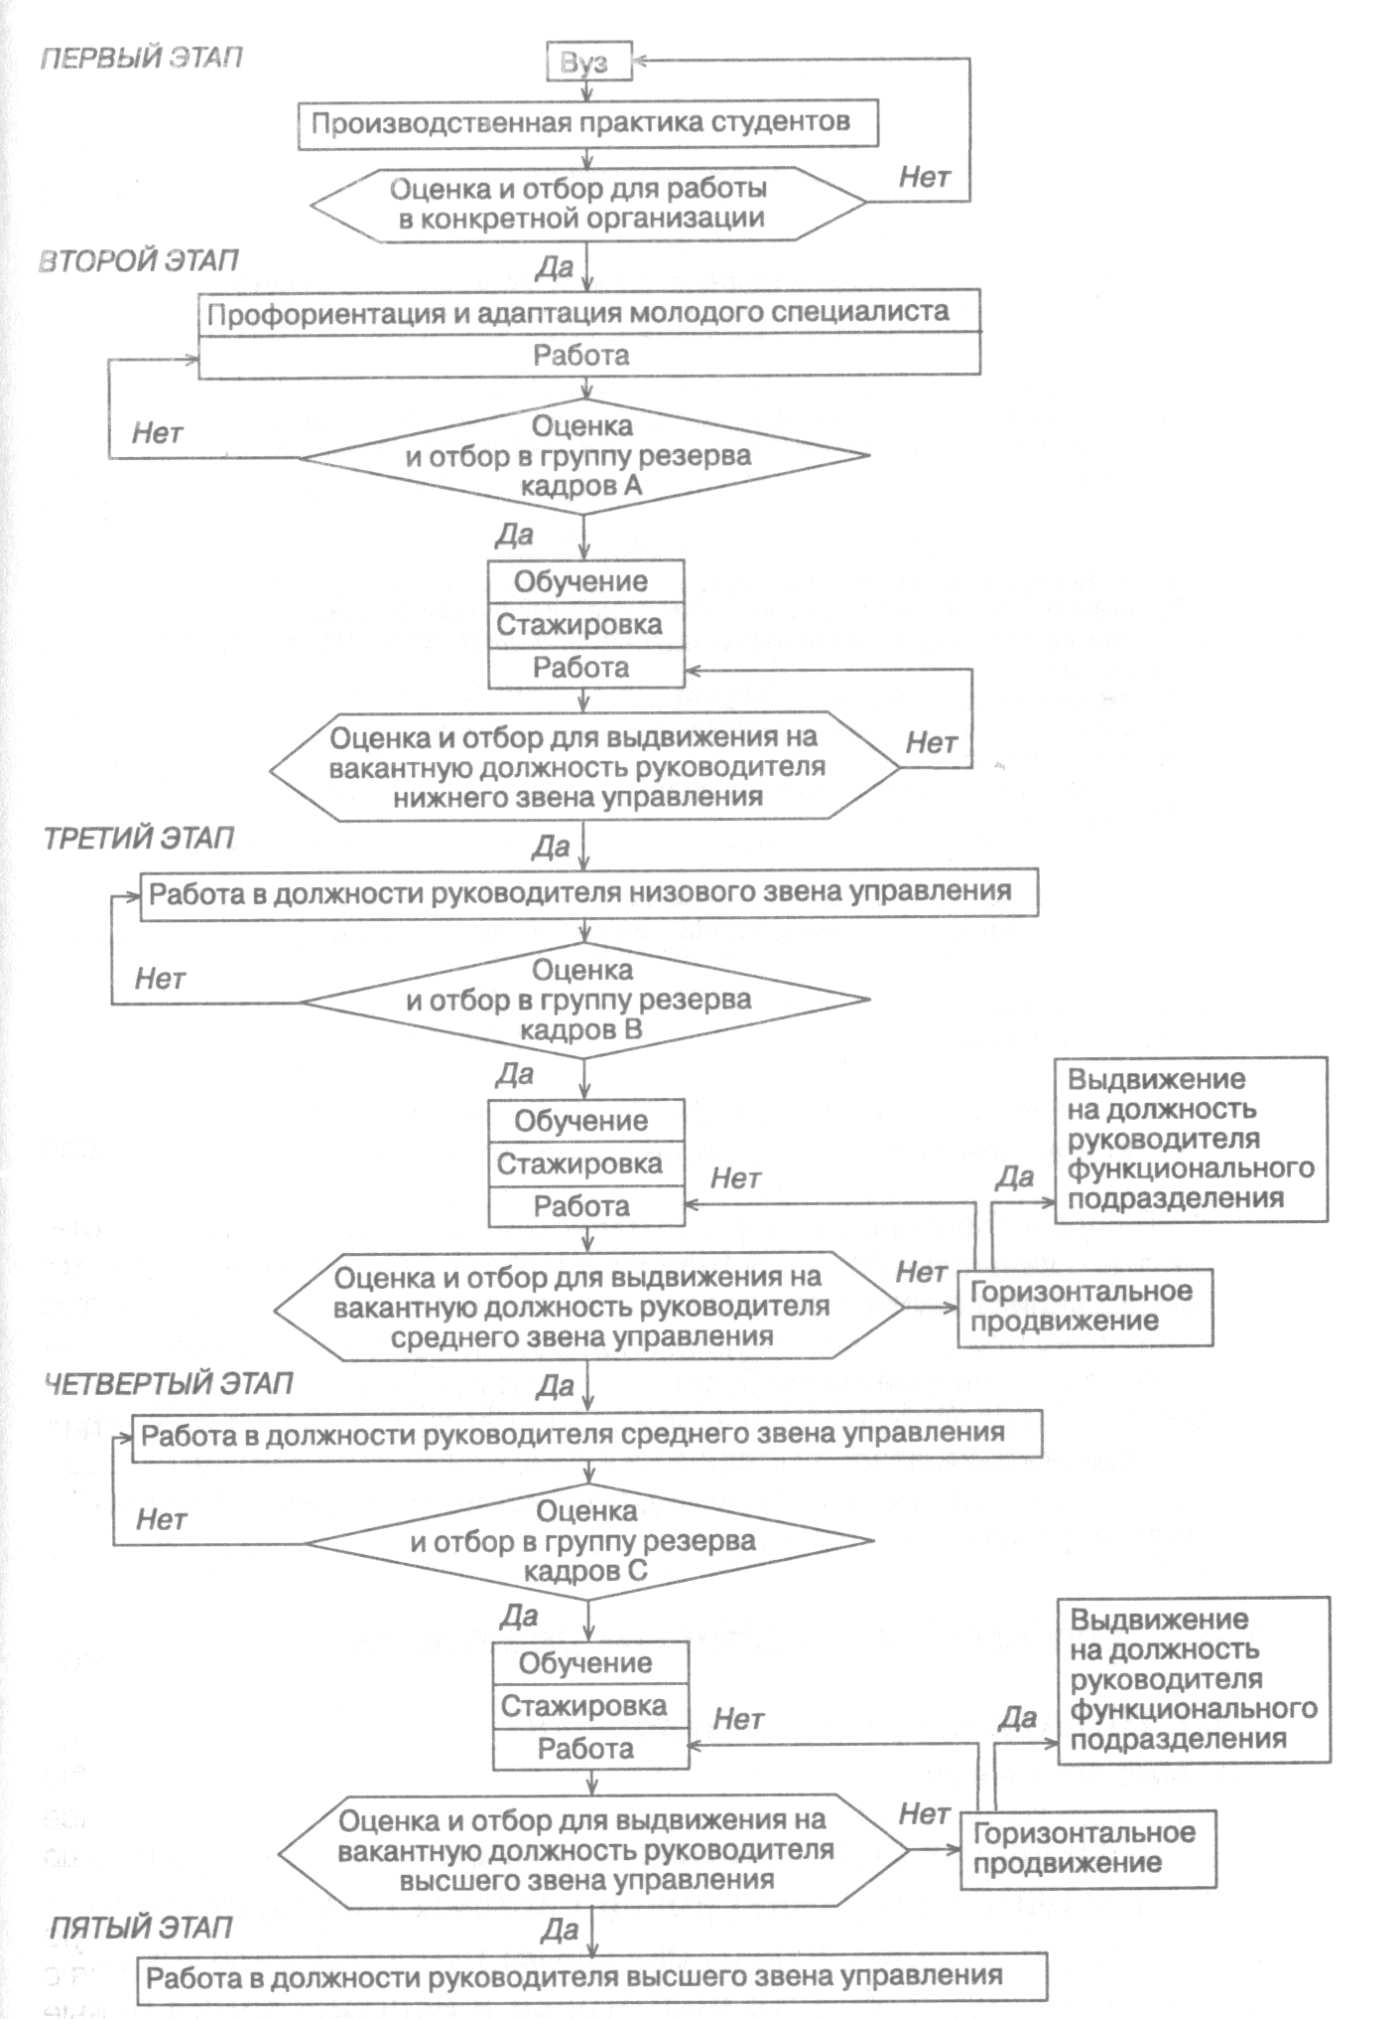 ПЕРВЫЙ ЭТАП
Вуз
Производственная практика студентов
Нет
Оценка и отбор для работы
в конкретной организации
ВТОРОЙ ЭТАП
Да
Профориентация и адаптация молодого специалиста
Работа
Нет
Оценка
и отбор в группу резерва
кадров А
Да
Обучение
Стажировка
Работа
Нет
Оценка и отбор для выдвижения на
вакантную должность руководителя
нижнего звена управления
ТРЕТИЙ ЭТАП
Да
Работа в должности руководителя низового звена управления
Нет
Оценка
и отбор в группу резерва
кадров В
Да
Обучение
Стажировка
Работа
Нет
Да
Выдвижение
на должность
руководителя
функционального
подразделения
Оценка и отбор для выдвижения на
вакантную должность руководителя
среднего звена управления
Нет
Горизонтальное
продвижение
ЧЕТВЕРТЫЙ ЭТАП
Да
Работа в должности руководителя среднего звена управления
Нет
Оценка
и отбор в группу резерва
кадров С
Да
Обучение
Стажировка
Работа
Нет
Да
Выдвижение
на должность
руководителя
функционального
подразделения
Оценка и отбор для выдвижения на
вакантную должность руководителя
высшего звена управления
Нет
Горизонтальное
продвижение
ПЯТЫЙ ЭТАП
Да
Работа в должности руководителя высшего звена управления